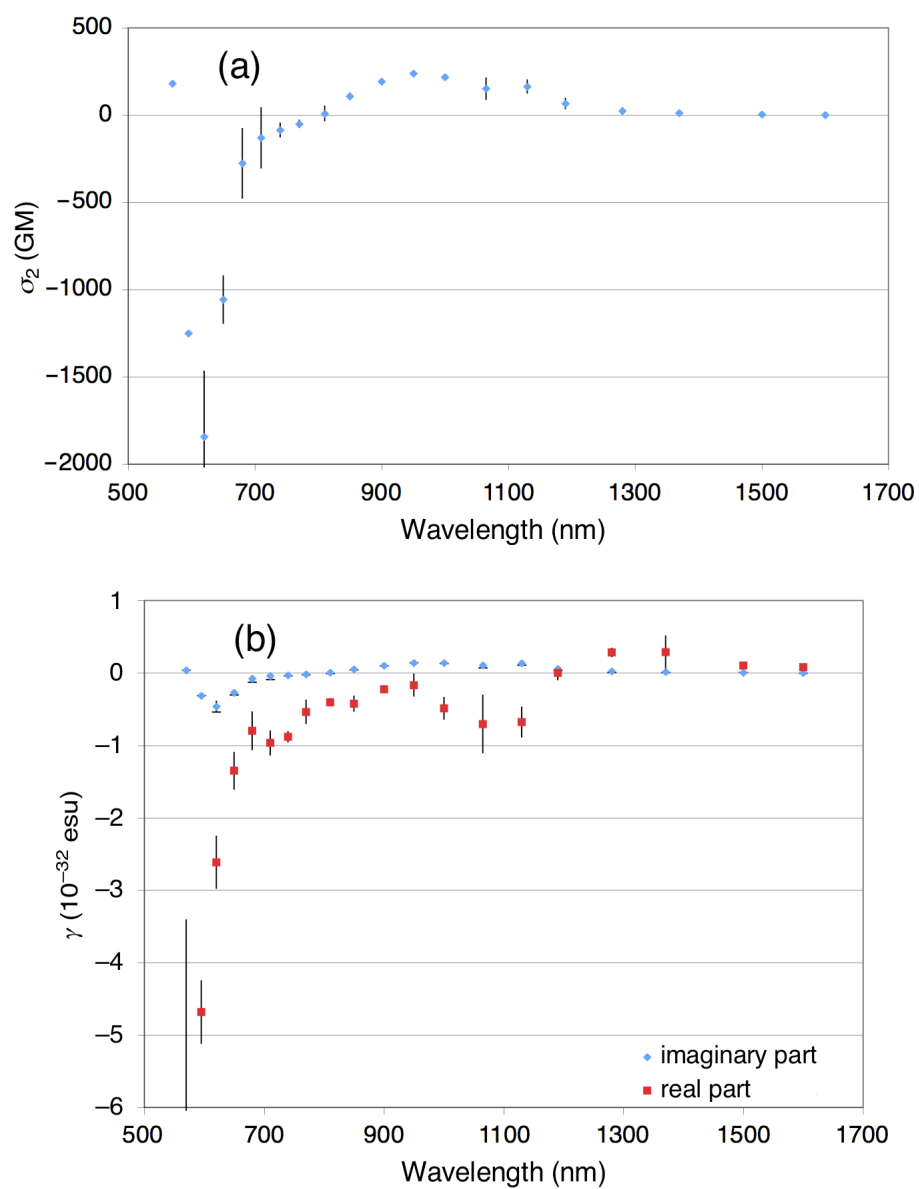 500
(a)
0
−500
−1000
−1500
−2000
σ2 (GM)
500 700 900 1100 1300 1500 1700
Wavelength (nm)
1
(b)
0
−1
−2
−3
−4
−5
−6
γ (10−32 esu)
imaginary part
real part
500 700 900 1100 1300 1500 1700
Wavelength (nm)